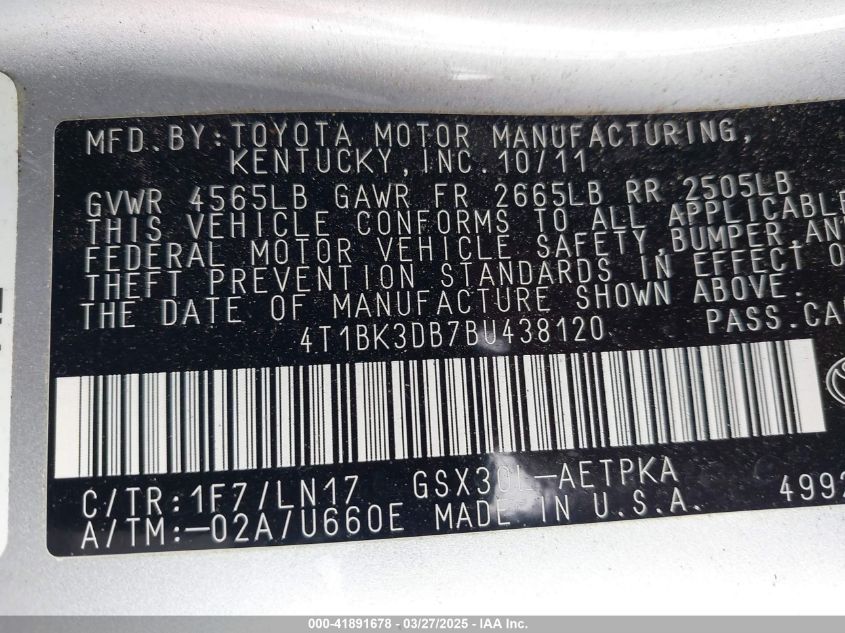 MFD.BY:TOYOTA MOTOR MANUFACTURING,
KENTUCKY,INC.10/11
GVWR 4565LB GAWR FR 2665LB RR 2505LB
THIS VEHICLE CONFORMS TO ALL APPLICABLE
FEDERAL MOTOR VEHICLE SAFETY,BUMPER,AN
THEFT PREVENTION STANDARDS IN EFFECT O
THE DATE OF MANUFACTURE SHOWN ABOVE.
4T1BK3DB7BU438120 PASS.CA
C/TR:1F7/LN17 GSX30L-AETPKA
A/TM:-02A/U660E MADE IN U.S.A. 4992
000-41891678 - 03/27/2025 - IAA Inc.